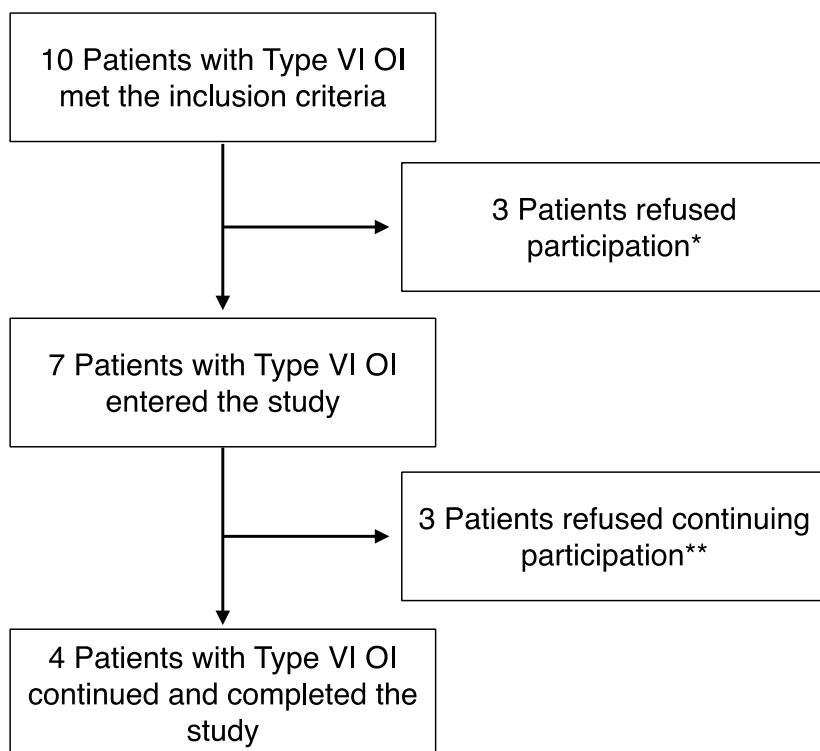 10 Patients with Type VI OI
met the inclusion criteria
3 Patients refused
participation*
7 Patients with Type VI OI
entered the study
3 Patients refused continuing
participation**
4 Patients with Type VI OI
continued and completed the
study